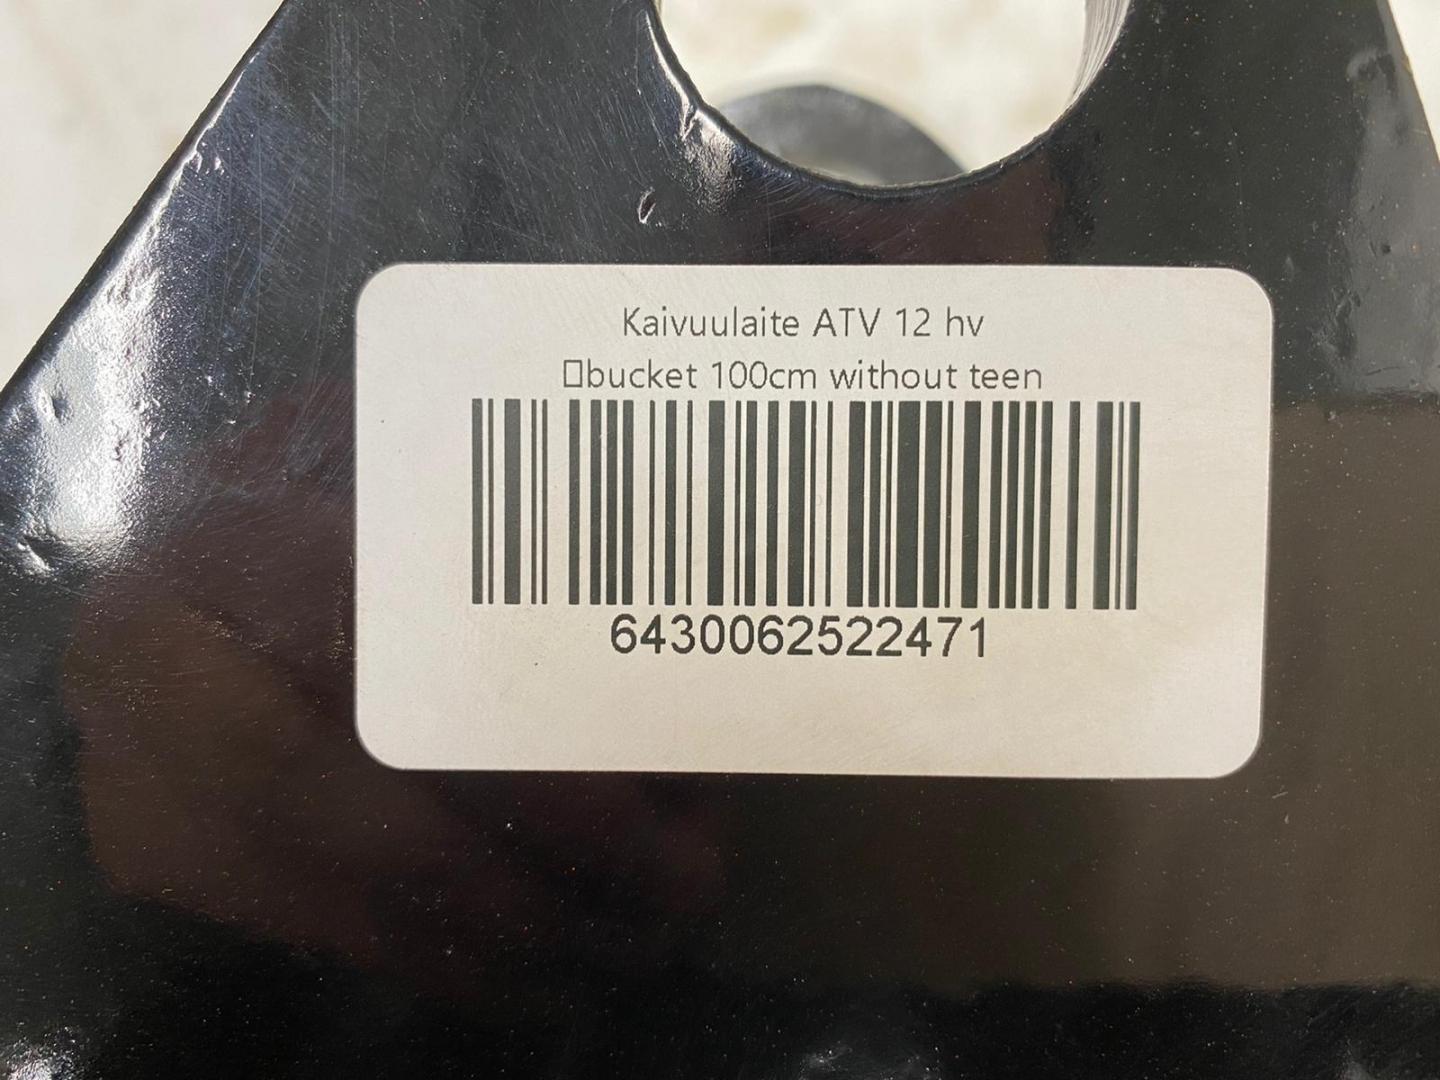 Kaivuulaite ATV 12 hv
□bucket 100cm without teen
6430062522471